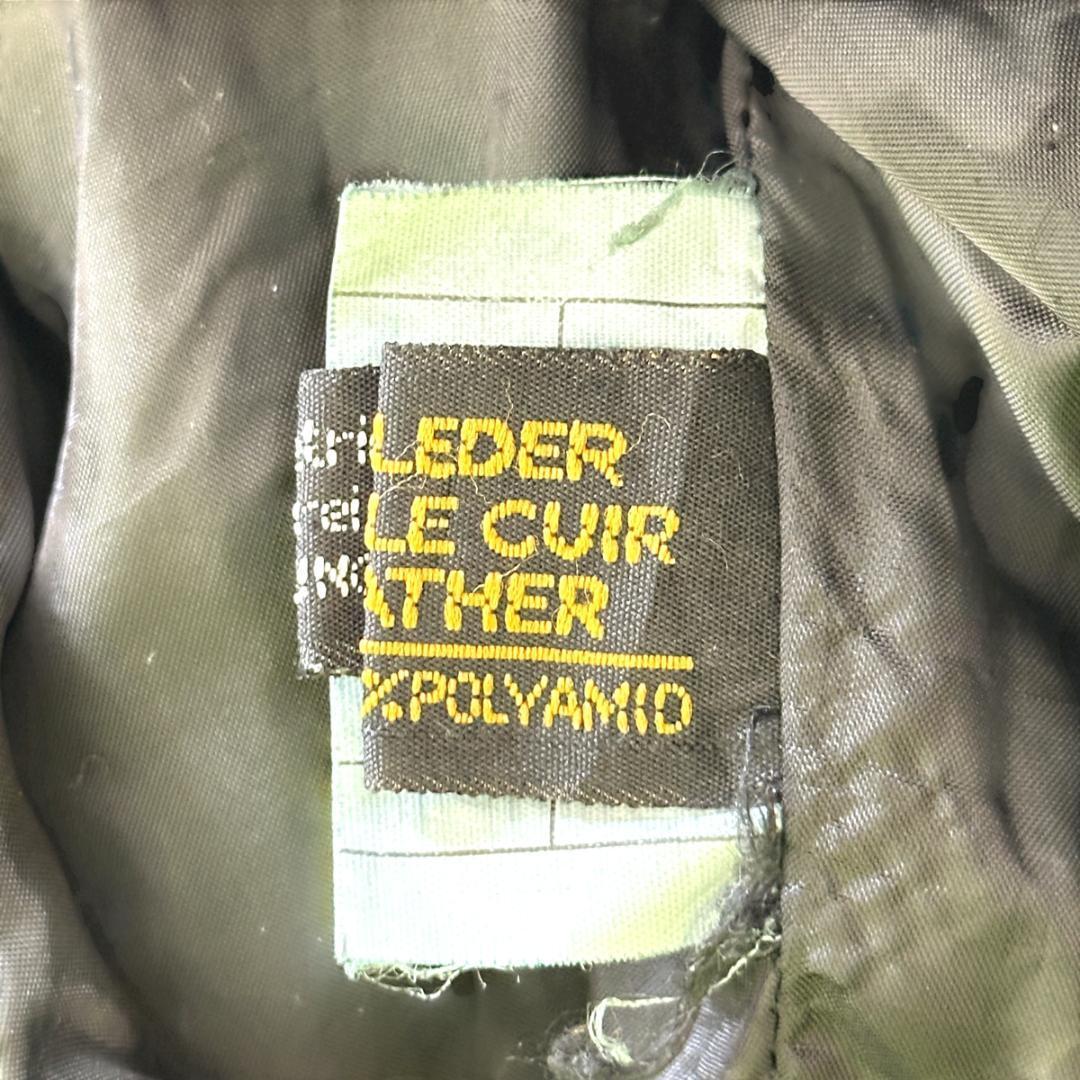 LEDER
LE CUIR
ATHER
%POLYAMID